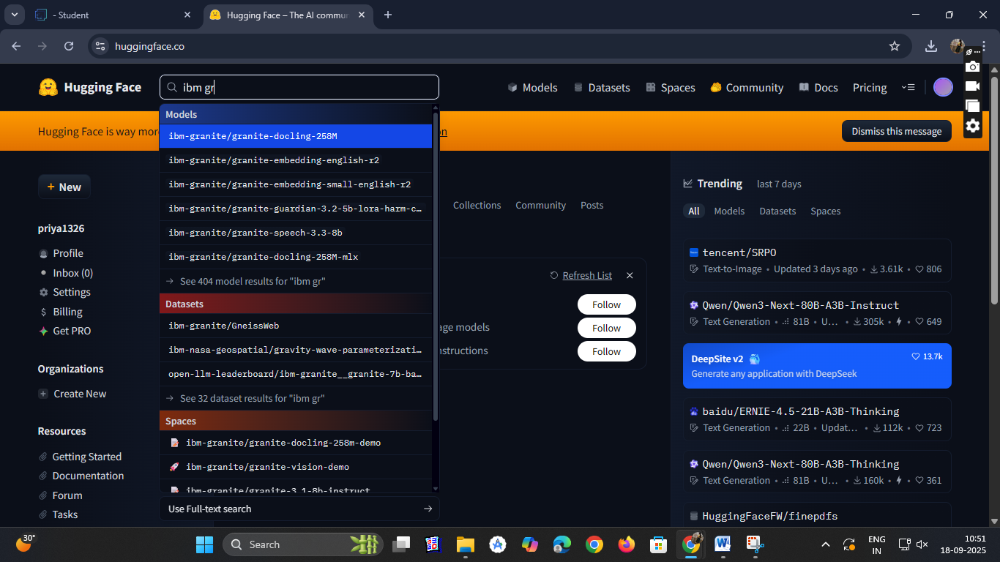 - Student
Hugging Face – The AI commun
huggingface.co
Hugging Face
ibm gr
Models
Datasets
Spaces
Community
Docs
Pricing
Hugging Face is way mor
on
Dismiss this message
Models
ibm-granite/granite-docling-258M
ibm-granite/granite-embedding-english-r2
ibm-granite/granite-embedding-small-english-r2
ibm-granite/granite-guardian-3.2-5b-lora-harm-c…
ibm-granite/granite-speech-3.3-8b
ibm-granite/granite-docling-258M-mlx
See 404 model results for "ibm gr"
Datasets
ibm-granite/GneissWeb
ibm-nasa-geospatial/gravity-wave-parameterizati…
open-llm-leaderboard/ibm-granite__granite-7b-ba…
See 32 dataset results for "ibm gr"
Spaces
ibm-granite/granite-docling-258m-demo
ibm-granite/granite-vision-demo
ibm-granite/granite-3.1-8b-instruct
Use Full-text search
+ New
priya1326
Profile
Inbox (0)
Settings
$ Billing
Get PRO
Organizations
+ Create New
Resources
Getting Started
Documentation
Forum
Tasks
Collections
Community
Posts
Refresh List
Follow
age models
Follow
nstructions
Follow
Trending
last 7 days
All
Models
Datasets
Spaces
tencent/SRPO
Text-to-Image • Updated 3 days ago • 3.61k • 806
Qwen/Qwen3-Next-80B-A3B-Instruct
Text Generation • 81B • U… • 305k • • 649
DeepSite v2
13.7k
Generate any application with DeepSeek
baidu/ERNIE-4.5-21B-A3B-Thinking
Text Generation • 22B • Updat… • 112k • 723
Qwen/Qwen3-Next-80B-A3B-Thinking
Text Generation • 81B • U… • 160k • • 361
HuggingFaceFW/finepdfs
30°
Search
ENG
IN
10:51
18-09-2025